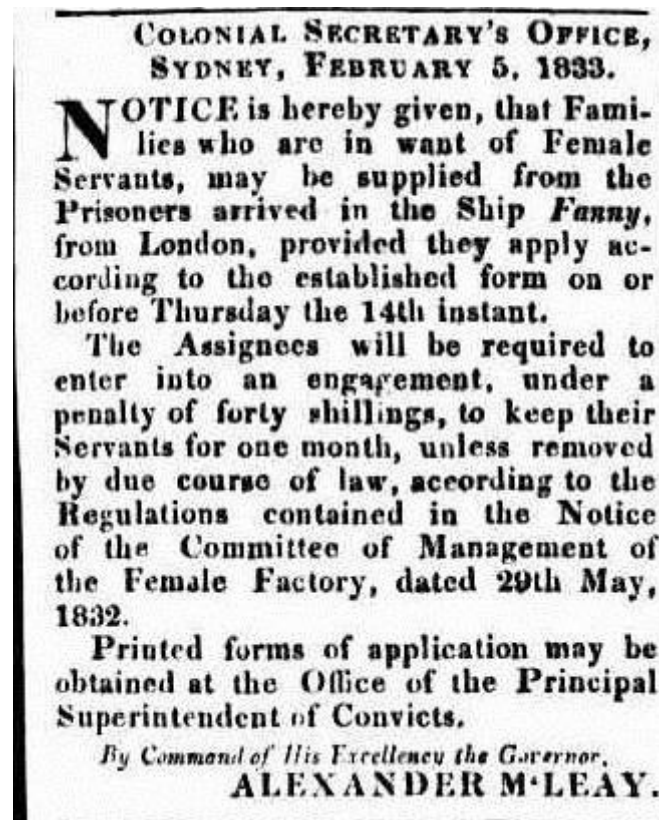 COLONIAL SECRETARY'S OFFICE,
SYDNEY, FEBRUARY 5, 1833.
NOTICE is hereby given, that Fami-
lies who are in want of Female
Servants, may be supplied from the
Prisoners arrived in the Ship Fanny,
from London, provided they apply ac-
cording to the established form on or
before Thursday the 14th instant.
The Assignees will be required to
enter into an engagement, under a
penalty of forty shillings, to keep their
Servants for one month, unless removed
by due course of law, according to the
Regulations contained in the Notice
of the Committee of Management of
the Female Factory, dated 29th May,
1832.
Printed forms of application may be
obtained at the Office of the Principal
Superintendent of Convicts.
By Command of His Excellency the Governor,
ALEXANDER M'LEAY.